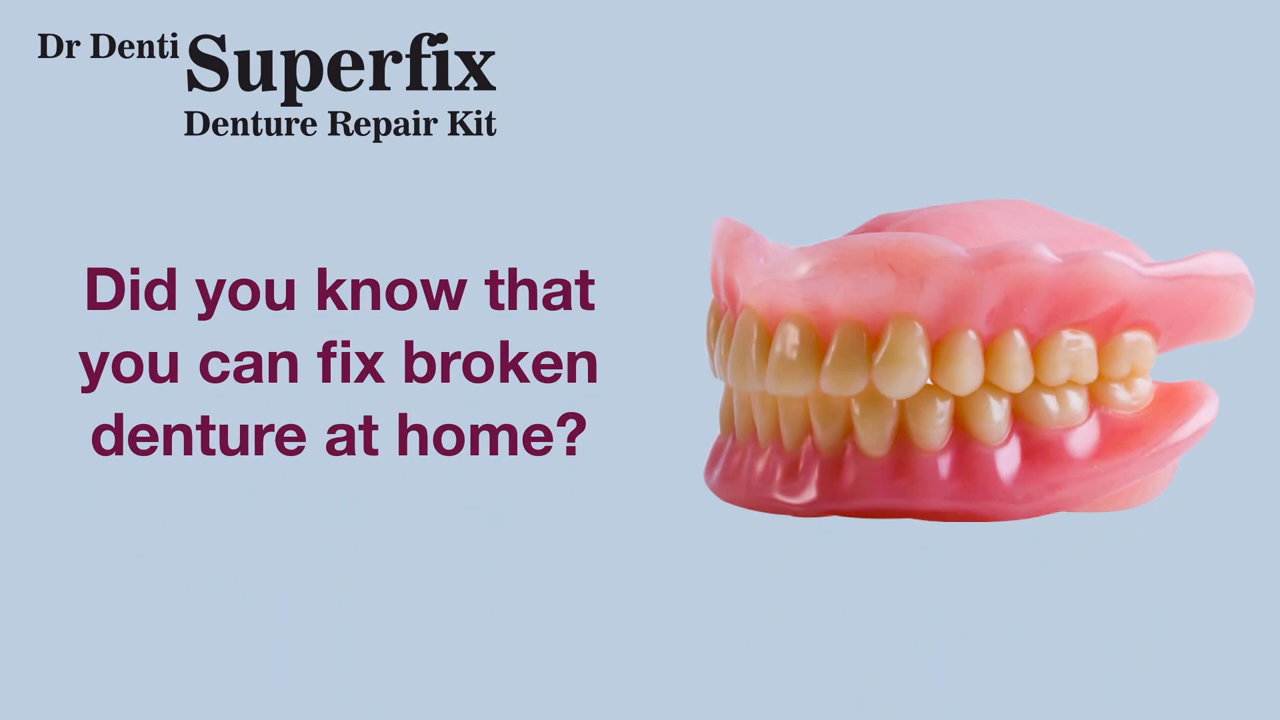 Dr Denti Superfix
Denture Repair Kit
Did you know that
you can fix broken
denture at home?